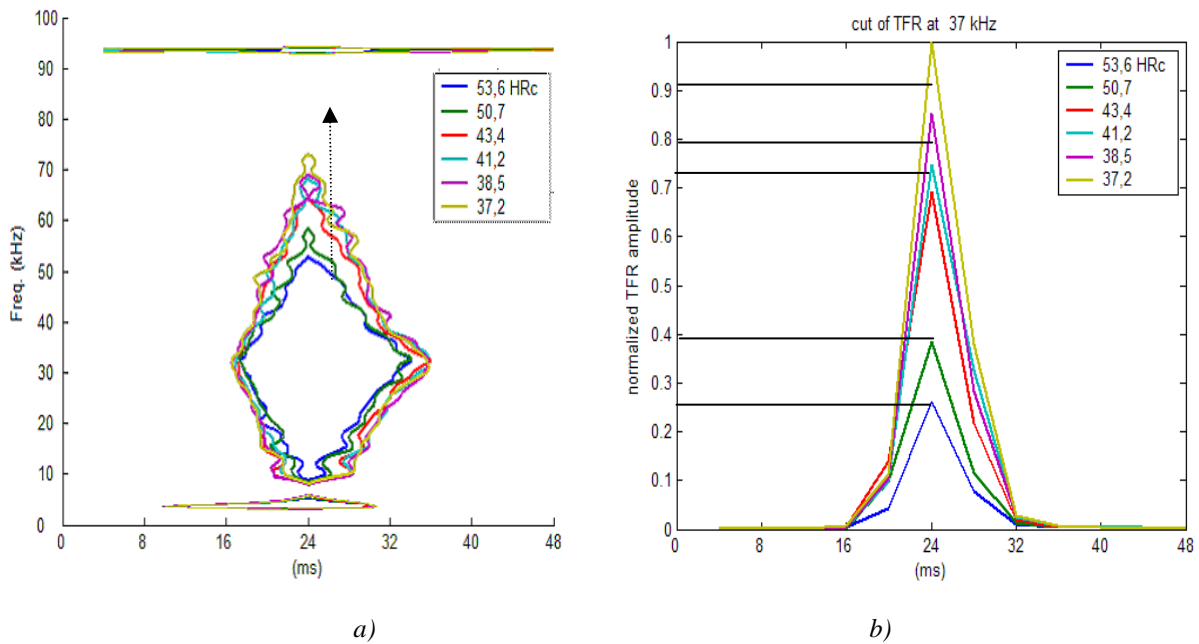 100
90
80
70
60
50
40
30
20
10
0
Freq. (kHz)
53,6 HRc
50,7
43,4
41,2
38,5
37,2
0 8 16 24 32 40 48
(ms)
a)
cut of TFR at 37 kHz
1
0.9
0.8
0.7
0.6
0.5
0.4
0.3
0.2
0.1
0
normalized TFR amplitude
53,6 HRc
50,7
43,4
41,2
38,5
37,2
0 8 16 24 32 40 48
(ms)
b)